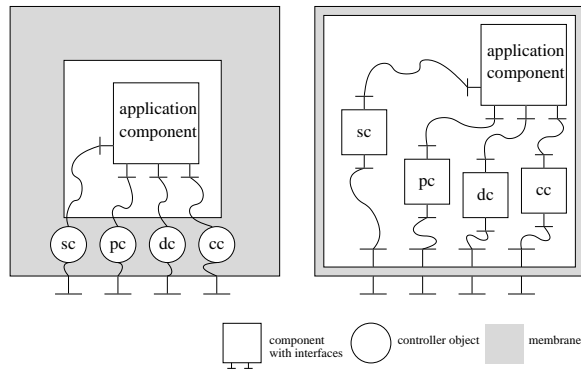 application
component
sc
pc
dc
cc
application
component
sc
pc
dc
cc
component
with interfaces
controller object
membrane